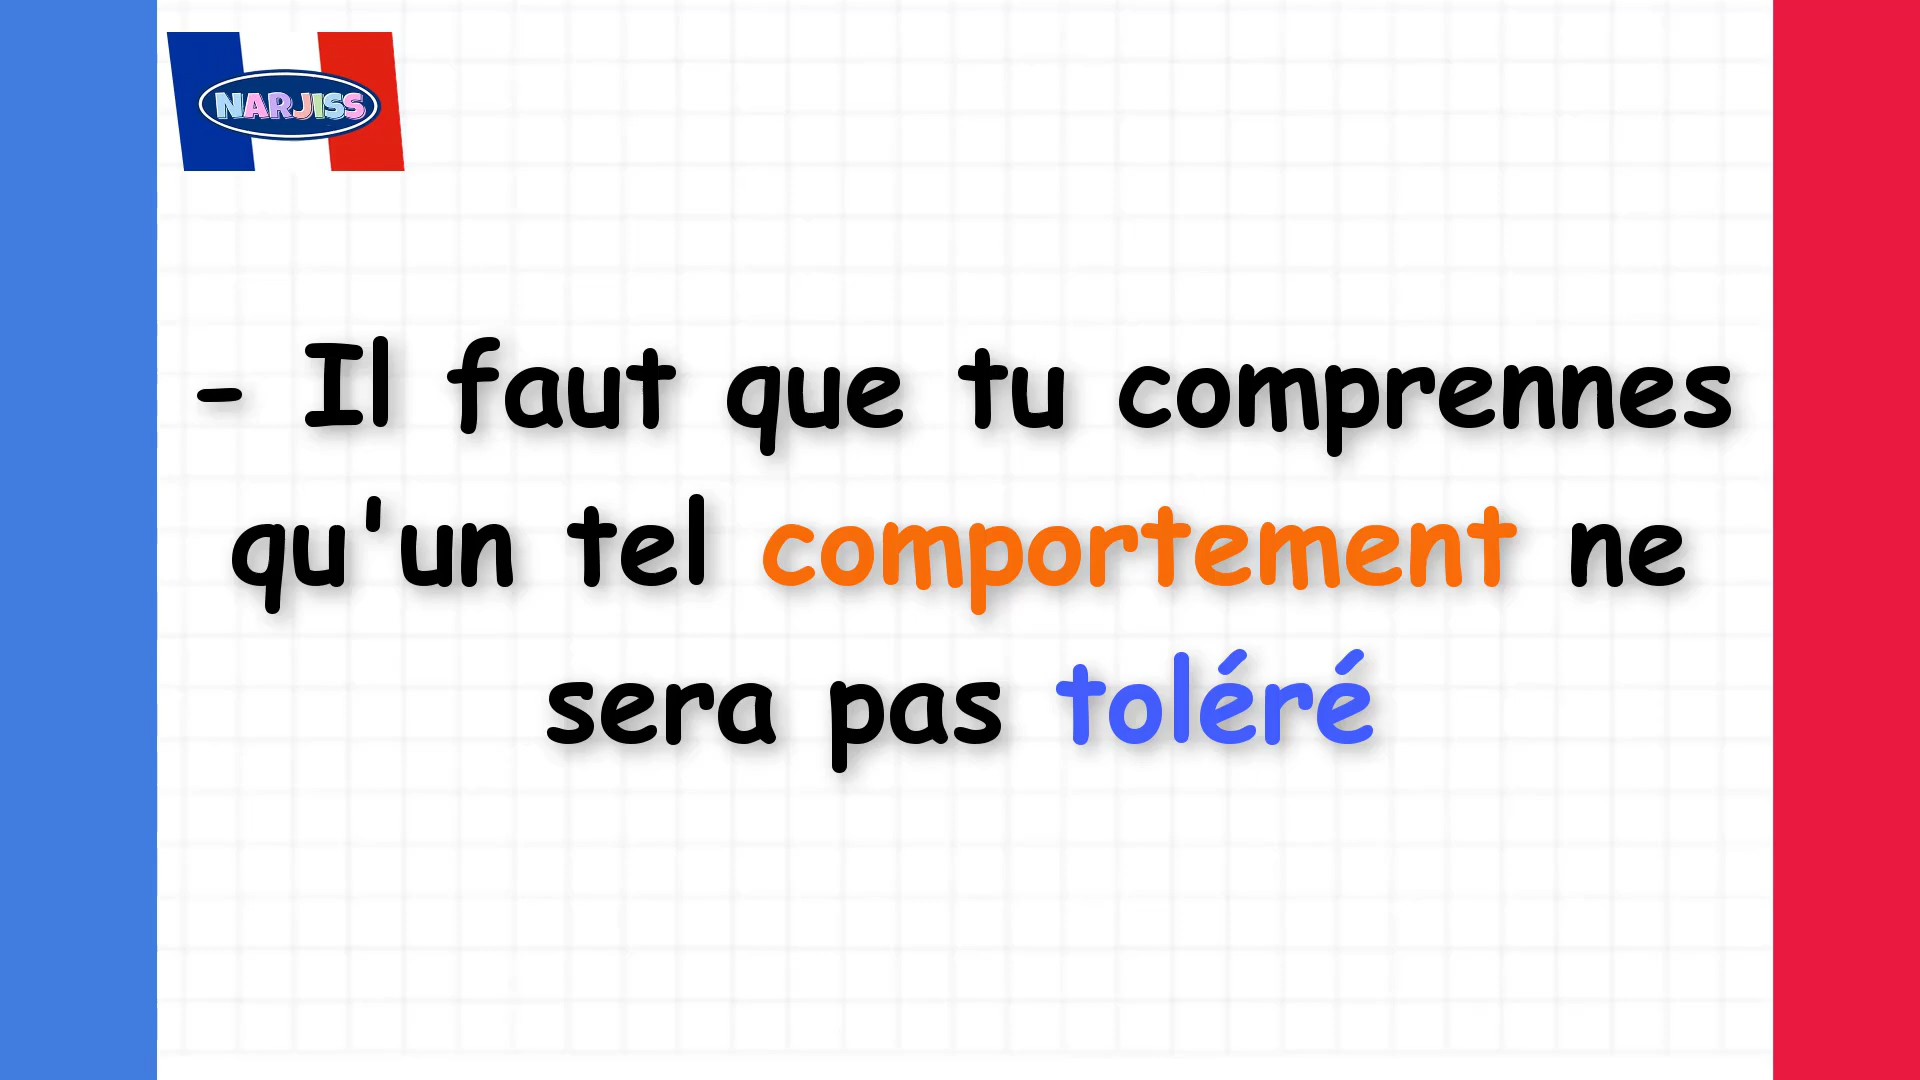 NARJISS
- Il faut que tu comprennes
qu'un tel comportement ne
sera pas toléré